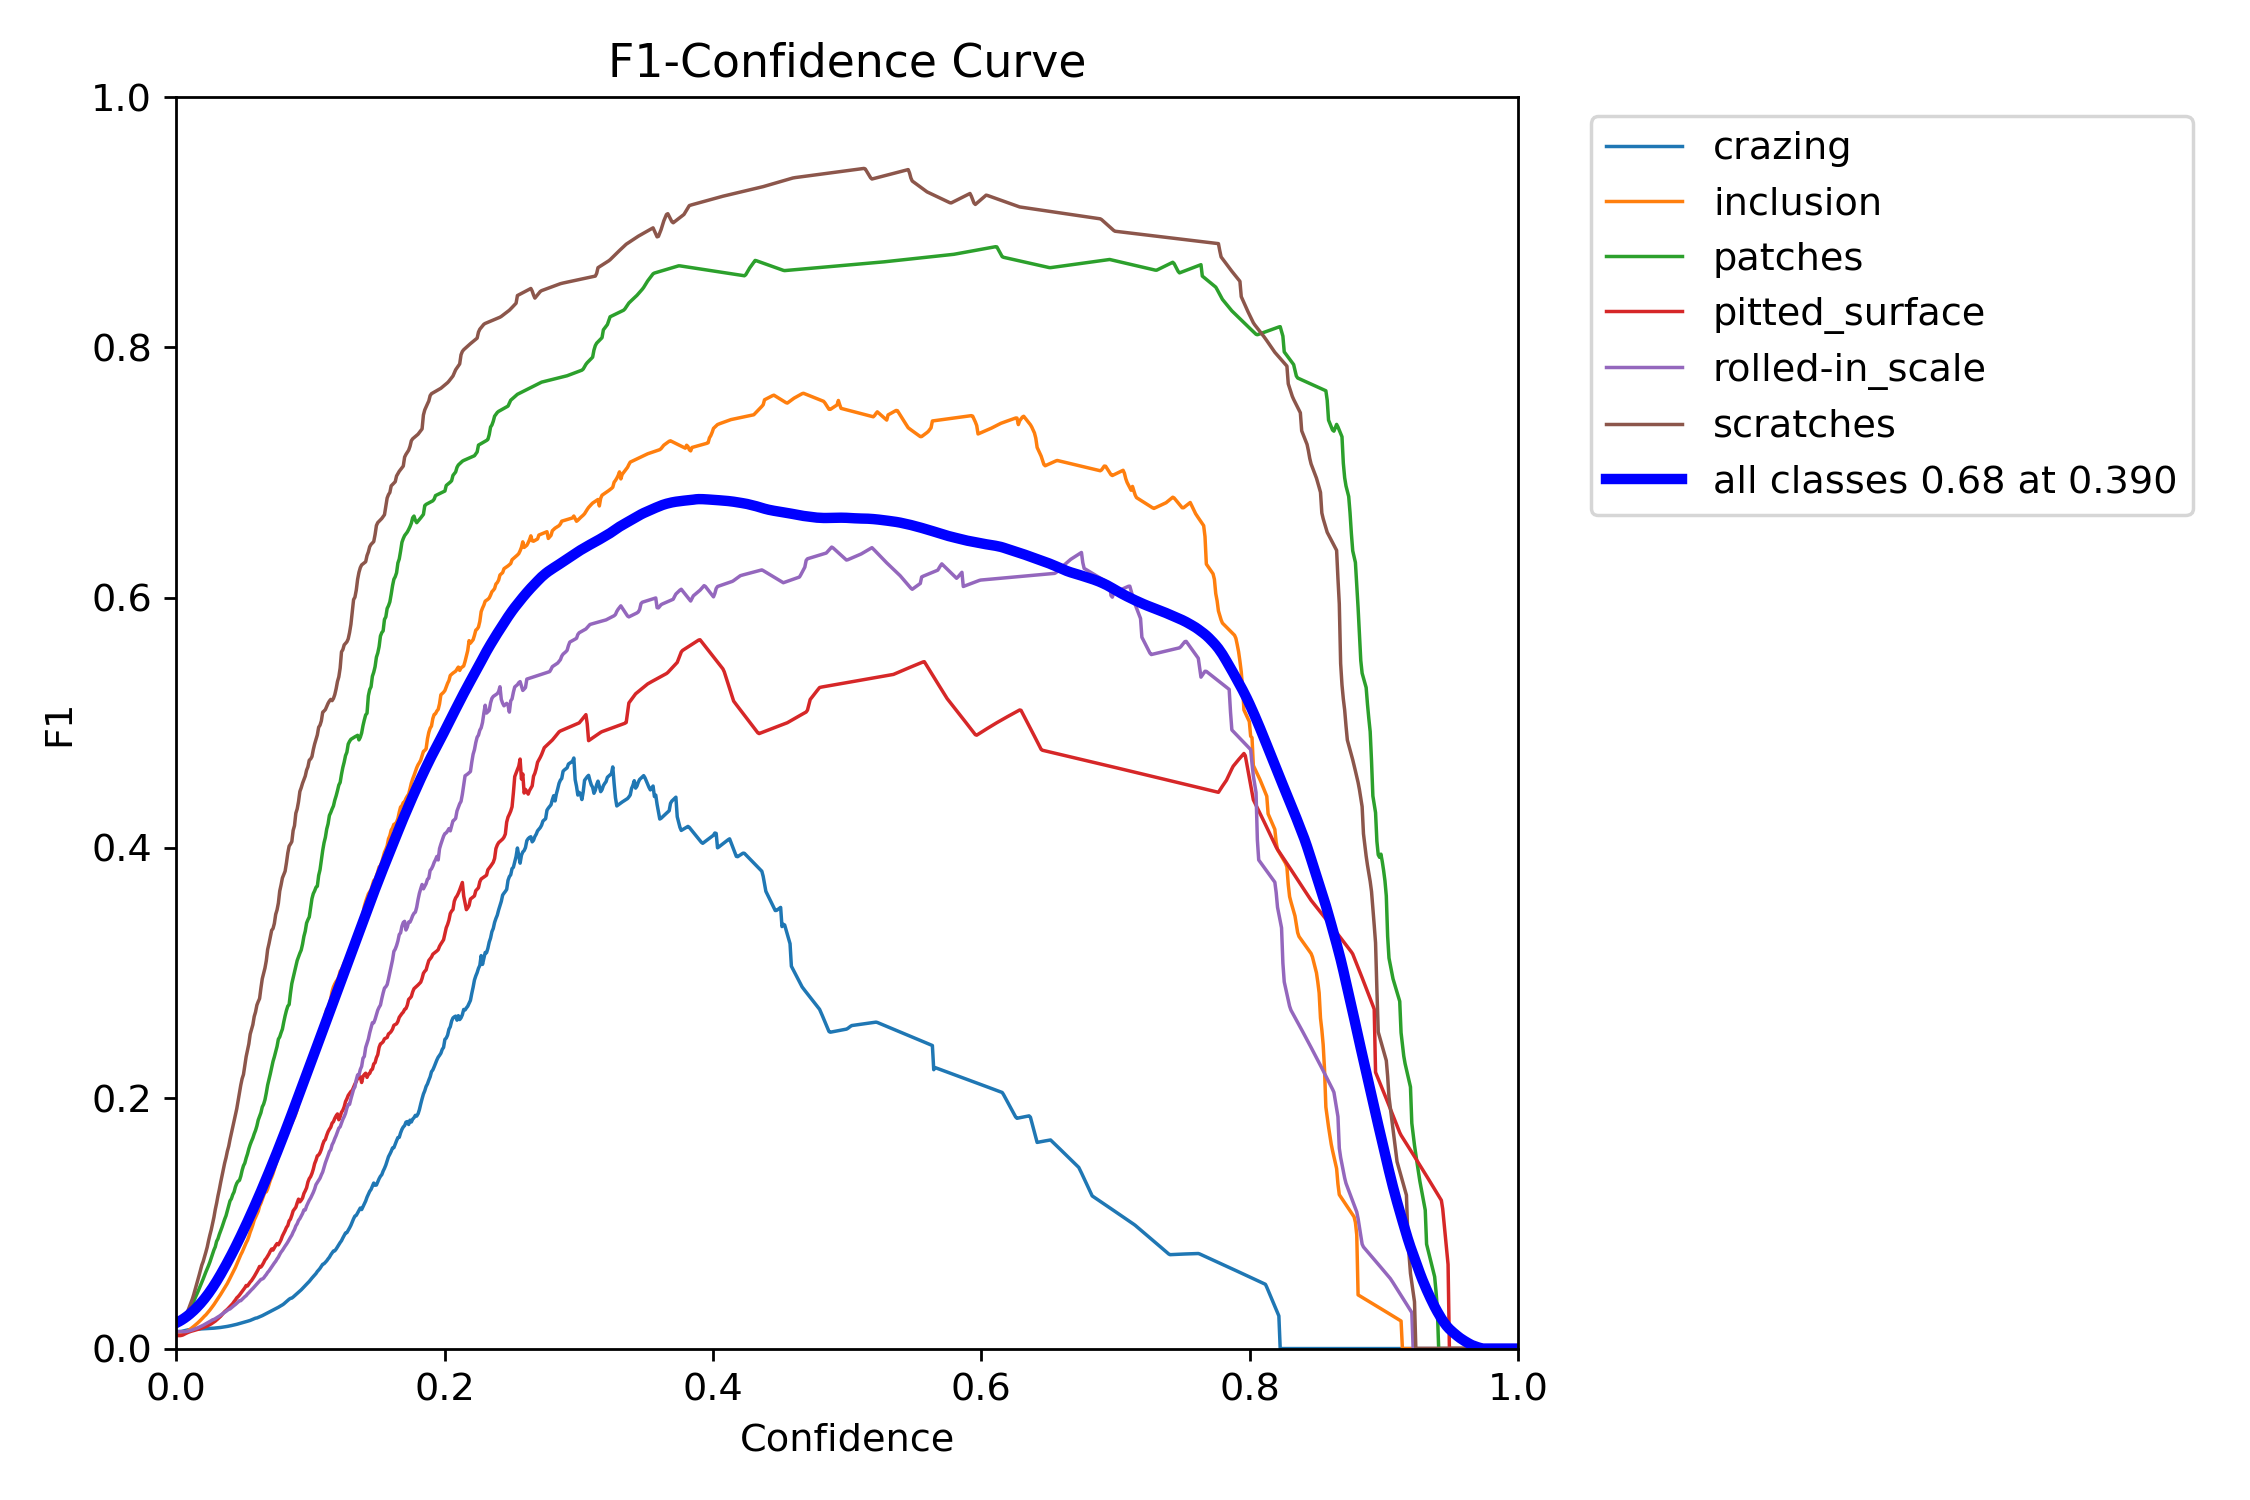 F1-Confidence Curve
1.0
0.8
0.6
0.4
0.2
0.0
F1
0.0 0.2 0.4 0.6 0.8 1.0
Confidence
crazing
inclusion
patches
pitted_surface
rolled-in_scale
scratches
all classes 0.68 at 0.390